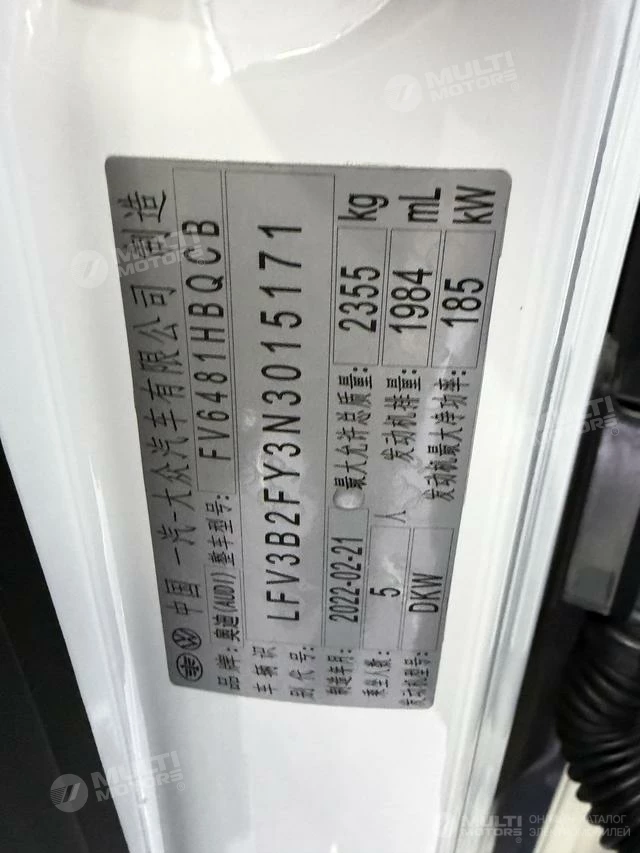 中国 一汽-大众汽车有限公司 制造
品牌: 奥迪(AUDI) 整车型号: FV6481HBQCB
车辆识别代号: LFV3B2FY3N3015171
制造年月: 2022-02-21 最大允许总质量: 2355 kg
乘坐人数: 5 人 发动机排量: 1984 mL
发动机型号: DKW 发动机最大净功率: 185 kW
MULTI MOTORS
MULTI MOTORS
MULTI MOTORS
MULTI MOTORS
ОНЛАЙН-КАТАЛОГ